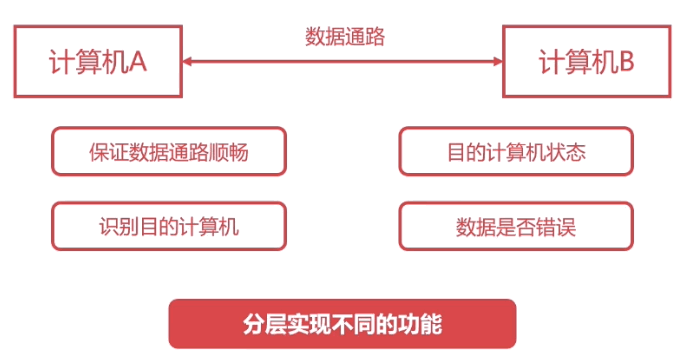 数据通路
计算机A
计算机B
保证数据通路顺畅
目的计算机状态
识别目的计算机
数据是否错误
分层实现不同的功能